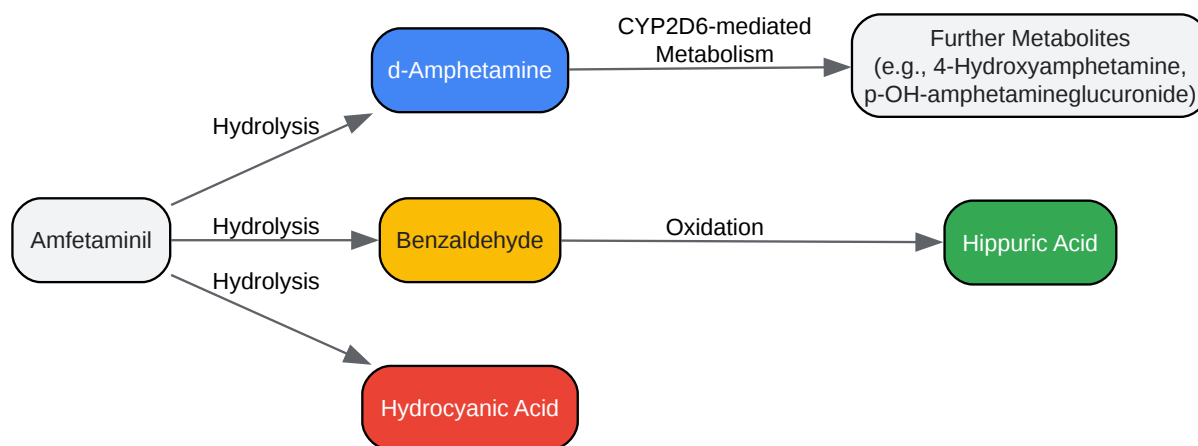 CYP2D6-mediated
Metabolism
d-Amphetamine
Further Metabolites
(e.g., 4-Hydroxyamphetamine,
p-OH-amphetamineglucuronide)
Hydrolysis
Amfetaminil
Hydrolysis
Benzaldehyde
Oxidation
Hippuric Acid
Hydrolysis
Hydrocyanic Acid